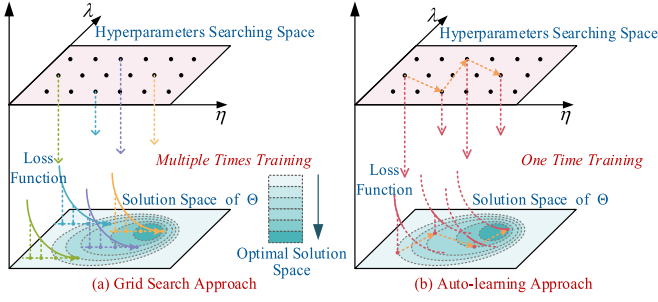 λ
Hyperparameters Searching Space
η
Loss
Function
Multiple Times Training
Solution Space of Θ
Optimal Solution
Space
(a) Grid Search Approach
λ
Hyperparameters Searching Space
η
Loss
Function
One Time Training
Solution Space of Θ
(b) Auto-learning Approach